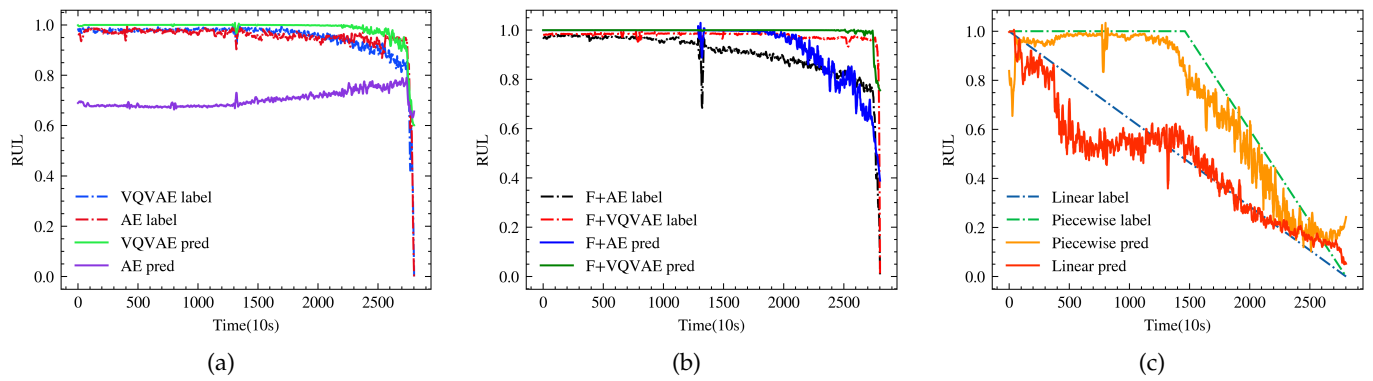 1.0
0.8
0.6
0.4
0.2
0.0
RUL
VQVAE label
AE label
VQVAE pred
AE pred
0 500 1000 1500 2000 2500
Time(10s)
(a)
1.0
0.8
0.6
0.4
0.2
0.0
RUL
F+AE label
F+VQVAE label
F+AE pred
F+VQVAE pred
0 500 1000 1500 2000 2500
Time(10s)
(b)
1.0
0.8
0.6
0.4
0.2
0.0
RUL
Linear label
Piecewise label
Piecewise pred
Linear pred
0 500 1000 1500 2000 2500
Time(10s)
(c)